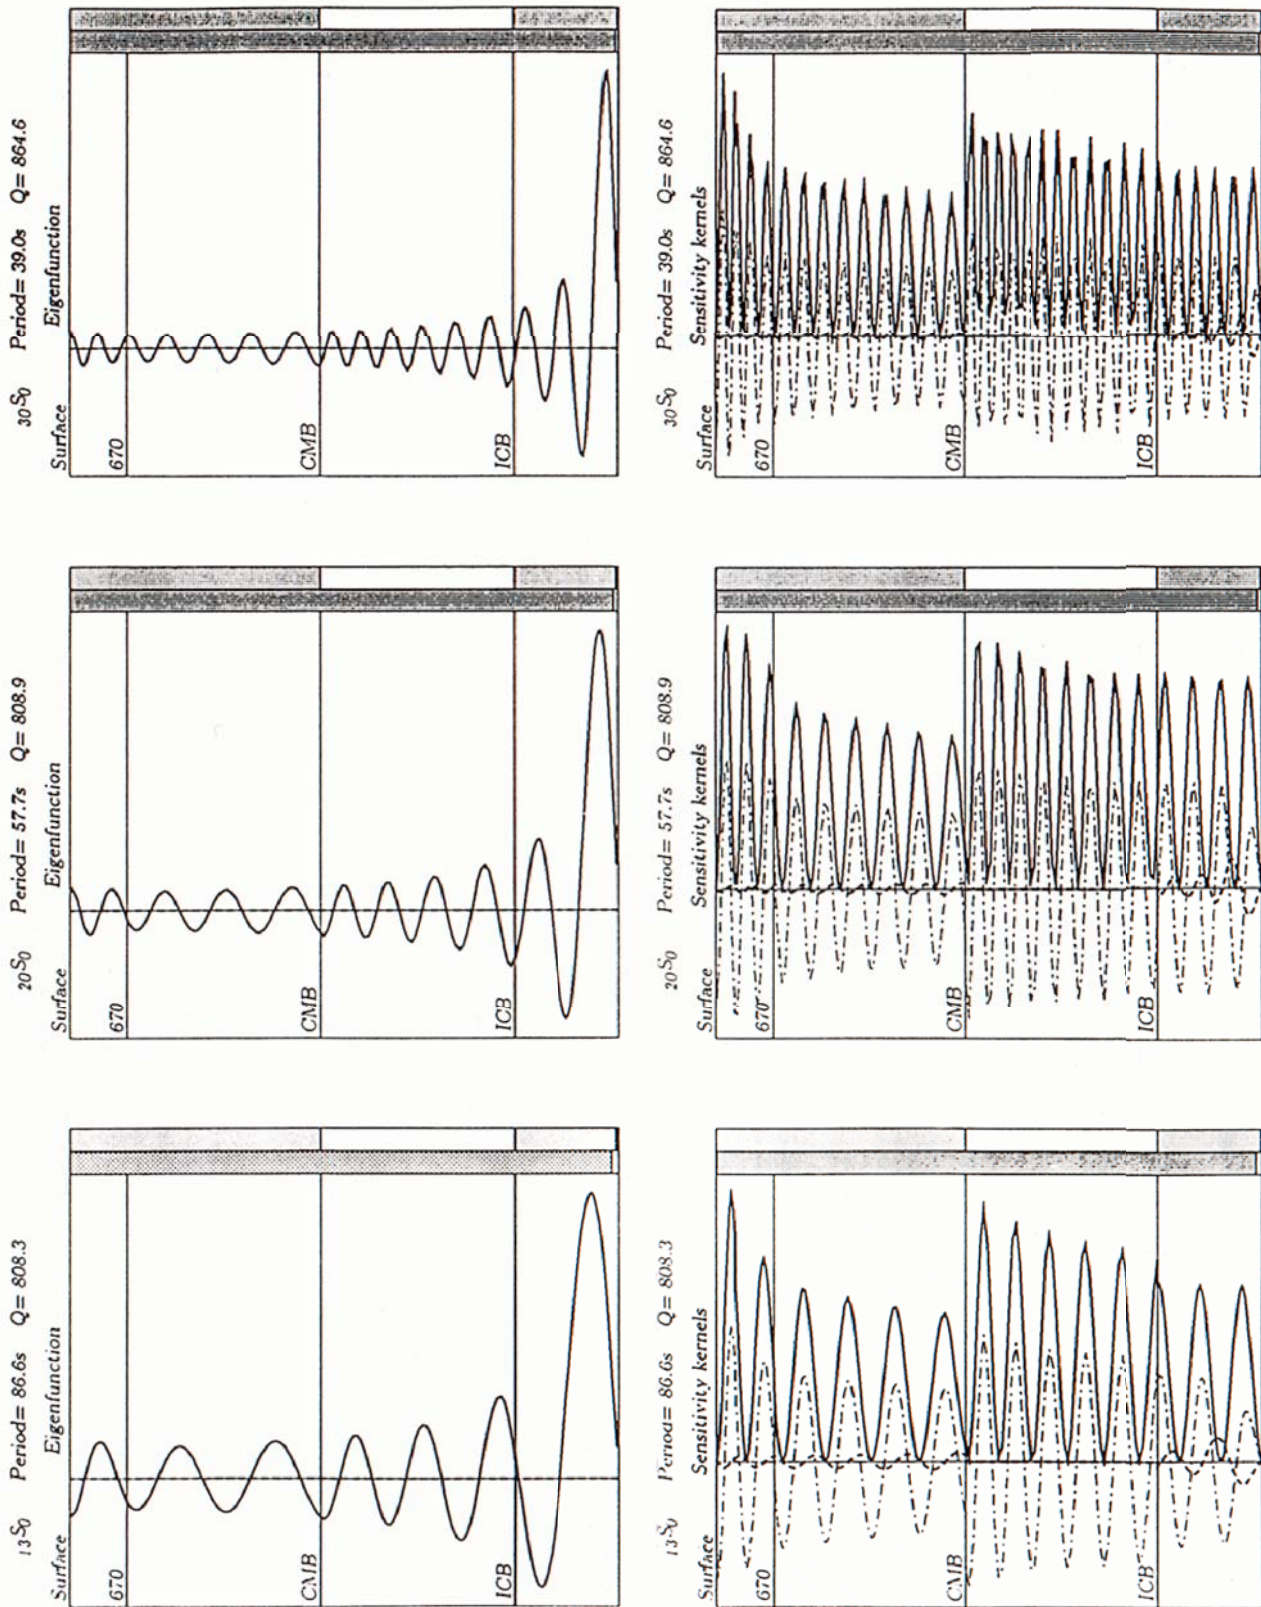 13S0 Period= 86.6s Q= 808.3
Eigenfunction
Surface
670
CMB
ICB
20S0 Period= 57.7s Q= 808.9
Eigenfunction
Surface
670
CMB
ICB
30S0 Period= 39.0s Q= 864.6
Eigenfunction
Surface
670
CMB
ICB
13S0 Period= 86.6s Q= 808.3
Sensitivity kernels
Surface
670
CMB
ICB
20S0 Period= 57.7s Q= 808.9
Sensitivity kernels
Surface
670
CMB
ICB
30S0 Period= 39.0s Q= 864.6
Sensitivity kernels
Surface
670
CMB
ICB